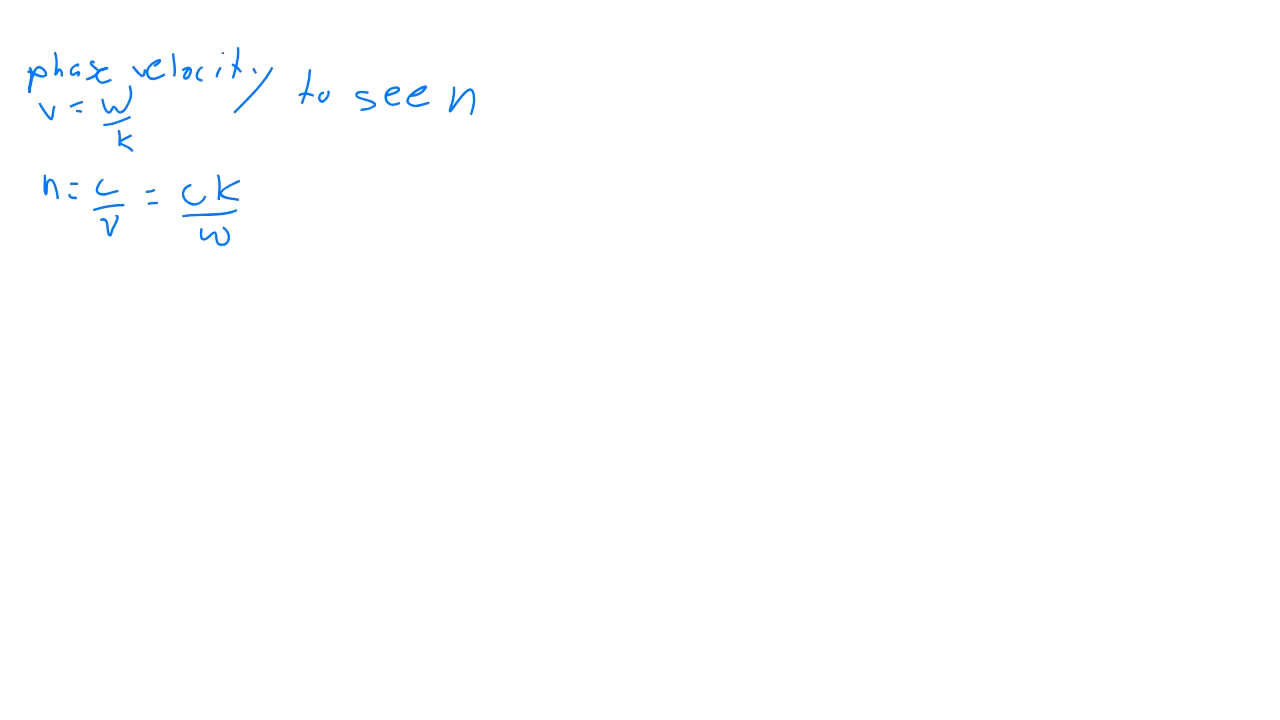 phase velocity to see n
v = w/k
n = c/v = ck/w